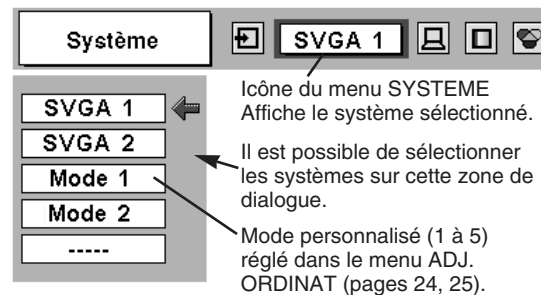 Système
SVGA 1
Icône du menu SYSTEME
Affiche le système sélectionné.
SVGA 1
SVGA 2
Mode 1
Mode 2
-----
Il est possible de sélectionner
les systèmes sur cette zone de
dialogue.
Mode personnalisé (1 à 5)
réglé dans le menu ADJ.
ORDINAT (pages 24, 25).